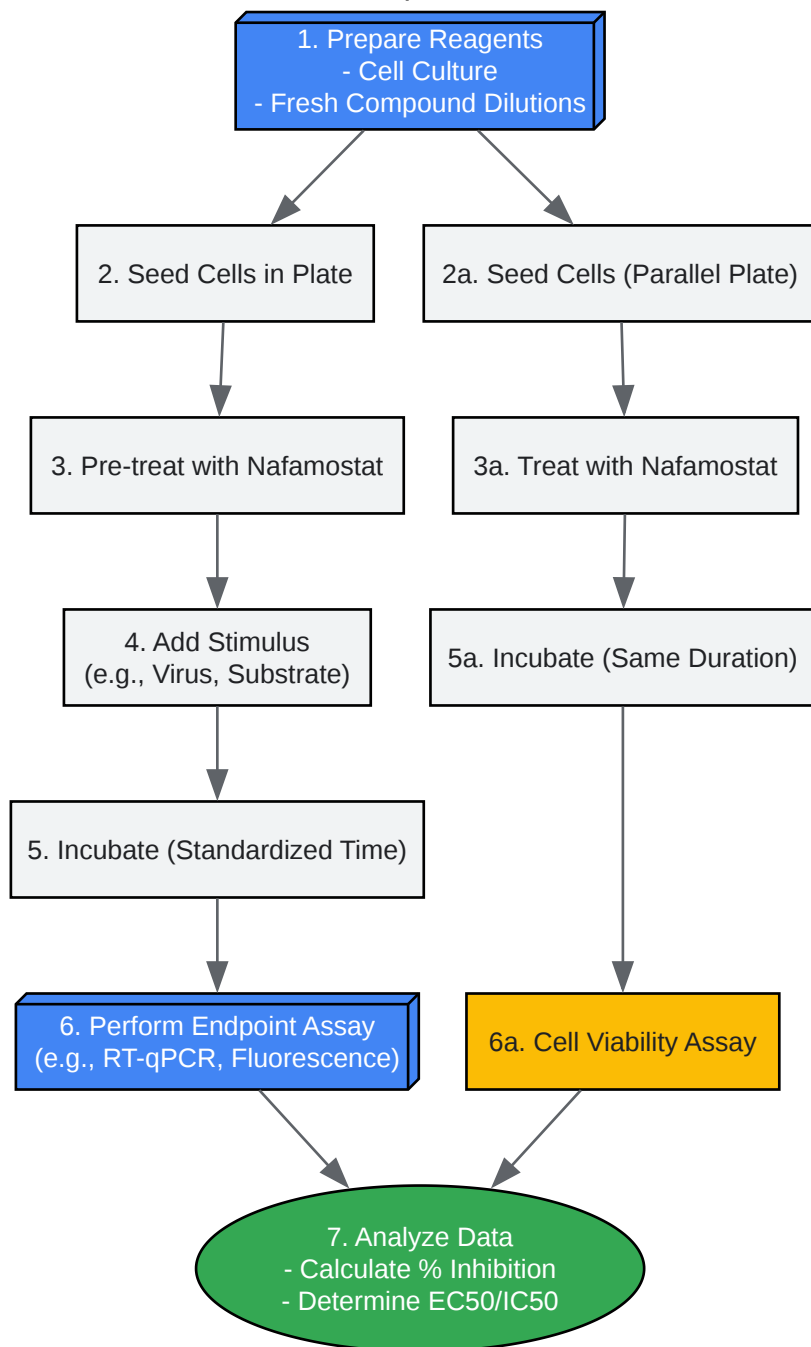 1. Prepare Reagents
- Cell Culture
- Fresh Compound Dilutions
2. Seed Cells in Plate
2a. Seed Cells (Parallel Plate)
3. Pre-treat with Nafamostat
3a. Treat with Nafamostat
4. Add Stimulus
(e.g., Virus, Substrate)
5a. Incubate (Same Duration)
5. Incubate (Standardized Time)
6. Perform Endpoint Assay
(e.g., RT-qPCR, Fluorescence)
6a. Cell Viability Assay
7. Analyze Data
- Calculate % Inhibition
- Determine EC50/IC50